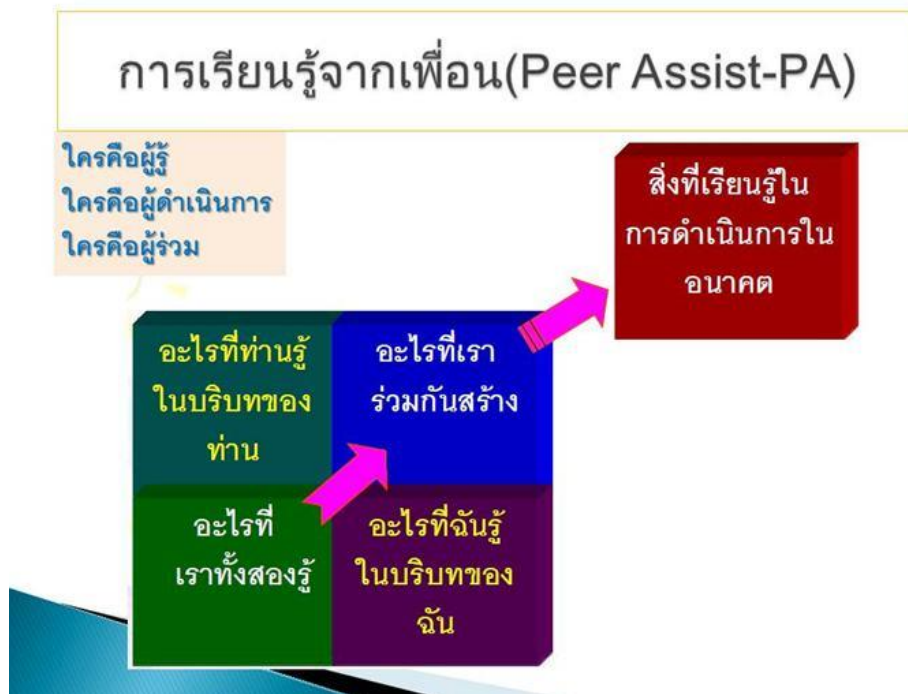 การเรียนรู้จากเพื่อน(Peer Assist-PA)
ใครคือผู้รู้
ใครคือผู้ดำเนินการ
ใครคือผู้ร่วม
สิ่งที่เรียนรู้ใน
การดำเนินการใน
อนาคต
อะไรที่ท่านรู้
ในบริบทของ
ท่าน
อะไรที่เรา
ร่วมกันสร้าง
อะไรที่
เราทั้งสองรู้
อะไรที่ฉันรู้
ในบริบทของ
ฉัน